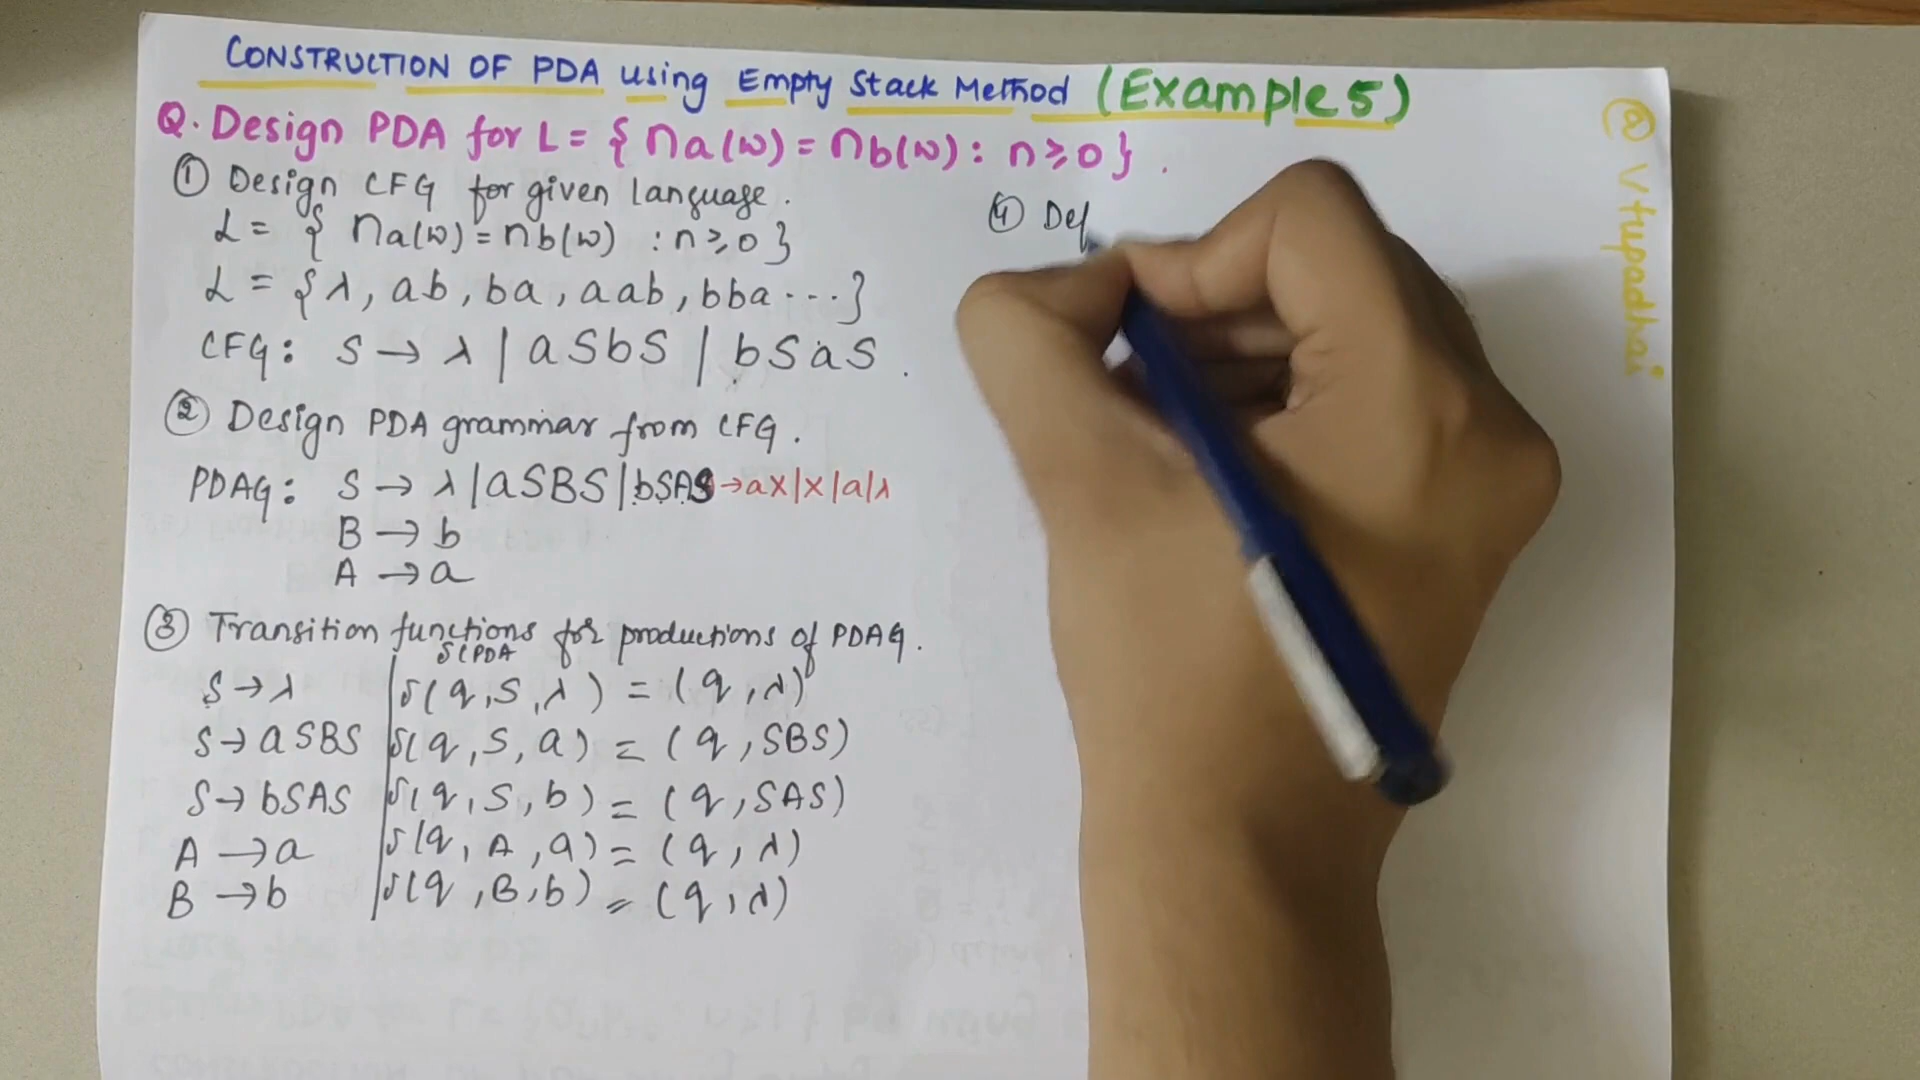 CONSTRUCTION OF PDA using Empty Stack Method (Example 5)
Q. Design PDA for L = { na(w) = nb(w) : n ≥ 0 } .
① Design CFG for given language .
L = { na(w) = nb(w) : n ≥ 0 }
L = { λ, ab, ba, aab, bba . . . }
CFG: S → λ | aSbS | bSaS .
② Design PDA grammar from CFG .
PDAG: S → λ | aSBS | bSAS → aX|X|a|λ
B → b
A → a
③ Transition functions for productions of PDAG .
δ(PDA
S → λ | δ(q, S, λ) = (q, λ)
S → aSBS | δ(q, S, a) = (q, SBS)
S → bSAS | δ(q, S, b) = (q, SAS)
A → a | δ(q, A, a) = (q, λ)
B → b | δ(q, B, b) = (q, λ)
④ Def
@Vtupadhai